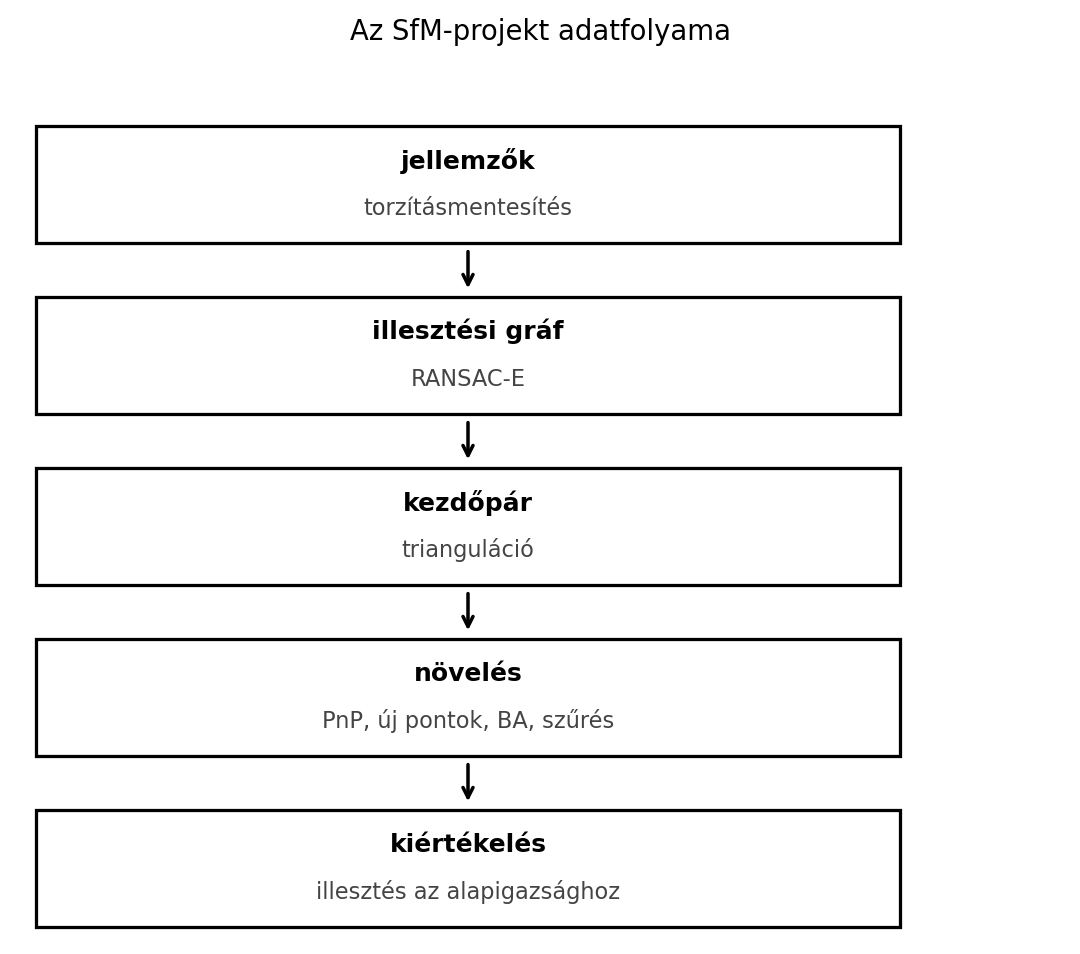 Az SfM-projekt adatfolyama
jellemzők
torzításmentesítés
illesztési gráf
RANSAC-E
kezdőpár
trianguláció
növelés
PnP, új pontok, BA, szűrés
kiértékelés
illesztés az alapigazsághoz